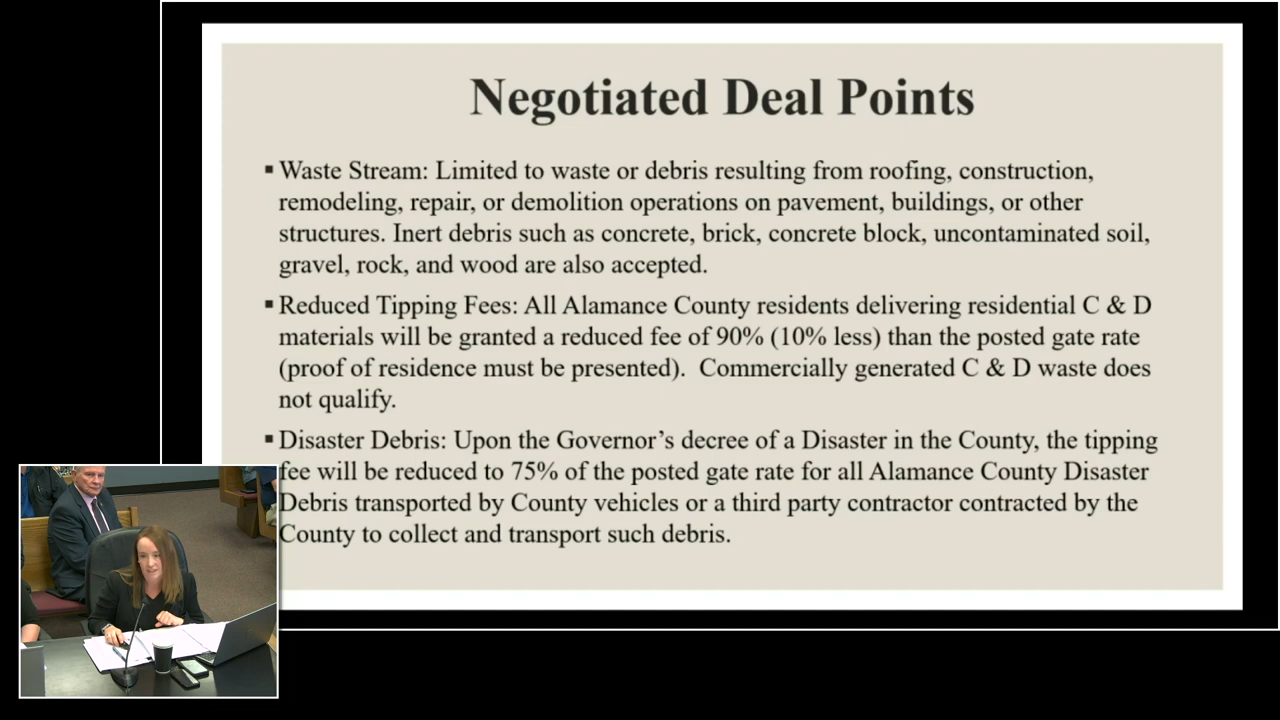 Negotiated Deal Points
▪ Waste Stream: Limited to waste or debris resulting from roofing, construction,
remodeling, repair, or demolition operations on pavement, buildings, or other
structures. Inert debris such as concrete, brick, concrete block, uncontaminated soil,
gravel, rock, and wood are also accepted.
▪ Reduced Tipping Fees: All Alamance County residents delivering residential C & D
materials will be granted a reduced fee of 90% (10% less) than the posted gate rate
(proof of residence must be presented).  Commercially generated C & D waste does
not qualify.
▪ Disaster Debris: Upon the Governor’s decree of a Disaster in the County, the tipping
fee will be reduced to 75% of the posted gate rate for all Alamance County Disaster
Debris transported by County vehicles or a third party contractor contracted by the
County to collect and transport such debris.